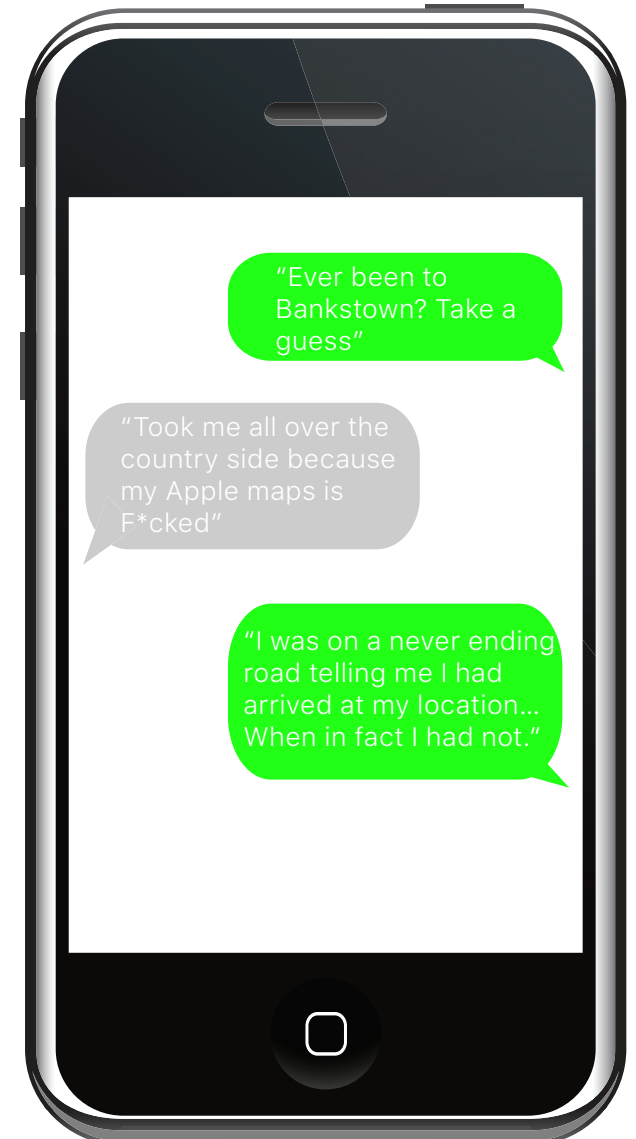 “Ever been to
Bankstown? Take a
guess”
“Took me all over the
country side because
my Apple maps is
F*cked”
“I was on a never ending
road telling me I had
arrived at my location...
When in fact I had not.”